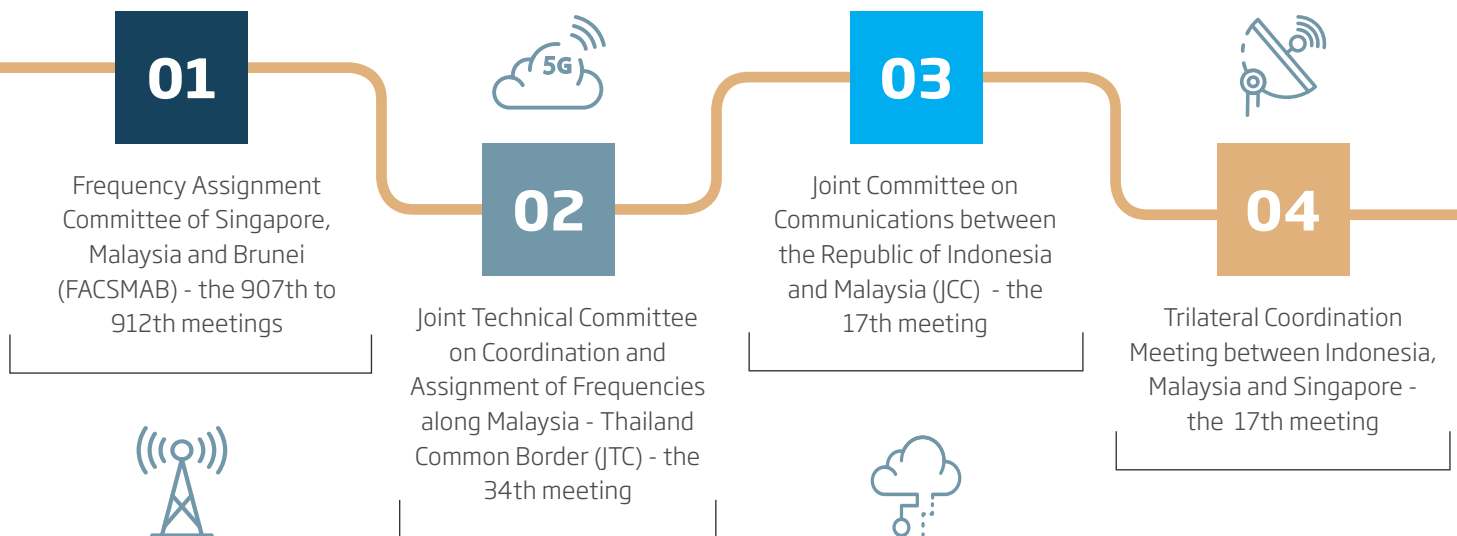 01
Frequency Assignment
Committee of Singapore,
Malaysia and Brunei
(FACSMAB) - the 907th to
912th meetings
5G
02
Joint Technical Committee
on Coordination and
Assignment of Frequencies
along Malaysia - Thailand
Common Border (JTC) - the
34th meeting
03
Joint Committee on
Communications between
the Republic of Indonesia
and Malaysia (JCC) - the
17th meeting
04
Trilateral Coordination
Meeting between Indonesia,
Malaysia and Singapore -
the 17th meeting